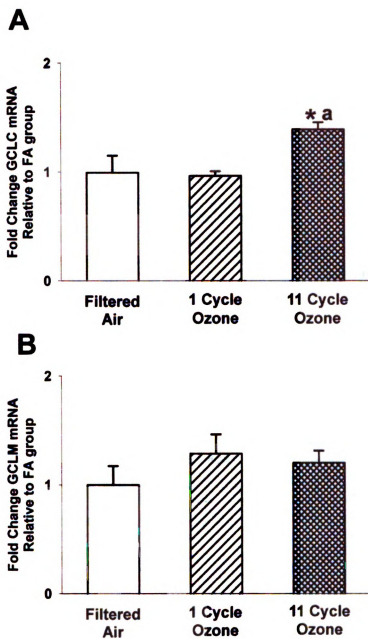 A
Fold Change GCLC mRNA
Relative to FA group
2
1
0
* a
Filtered
Air
1 Cycle
Ozone
11 Cycle
Ozone
B
Fold Change GCLM mRNA
Relative to FA group
2
1
0
Filtered
Air
1 Cycle
Ozone
11 Cycle
Ozone